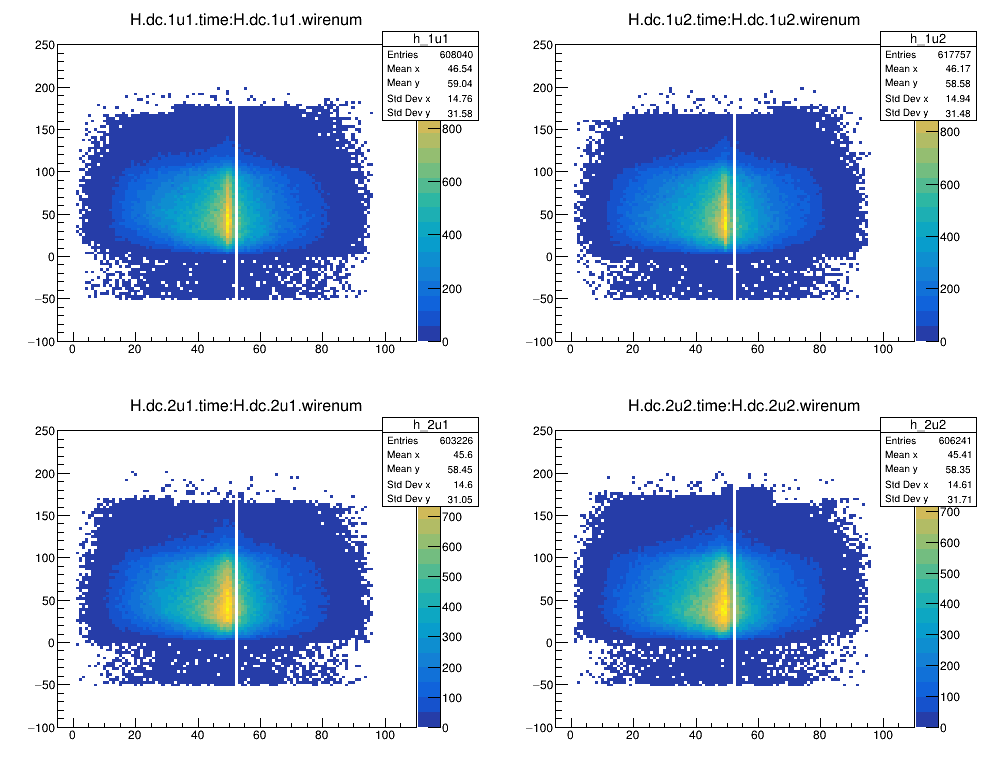 H.dc.1u1.time:H.dc.1u1.wirenum
h_1u1
Entries 608040
Mean x 46.54
Mean y 59.04
Std Dev x 14.76
Std Dev y 31.58
250
200
150
100
50
0
−50
−100
0 20 40 60 80 100
800
600
400
200
0
H.dc.1u2.time:H.dc.1u2.wirenum
h_1u2
Entries 617757
Mean x 46.17
Mean y 58.58
Std Dev x 14.94
Std Dev y 31.48
250
200
150
100
50
0
−50
−100
0 20 40 60 80 100
800
600
400
200
0
H.dc.2u1.time:H.dc.2u1.wirenum
h_2u1
Entries 603226
Mean x 45.6
Mean y 58.45
Std Dev x 14.6
Std Dev y 31.05
250
200
150
100
50
0
−50
−100
0 20 40 60 80 100
700
600
500
400
300
200
100
0
H.dc.2u2.time:H.dc.2u2.wirenum
h_2u2
Entries 606241
Mean x 45.41
Mean y 58.35
Std Dev x 14.61
Std Dev y 31.71
250
200
150
100
50
0
−50
−100
0 20 40 60 80 100
700
600
500
400
300
200
100
0